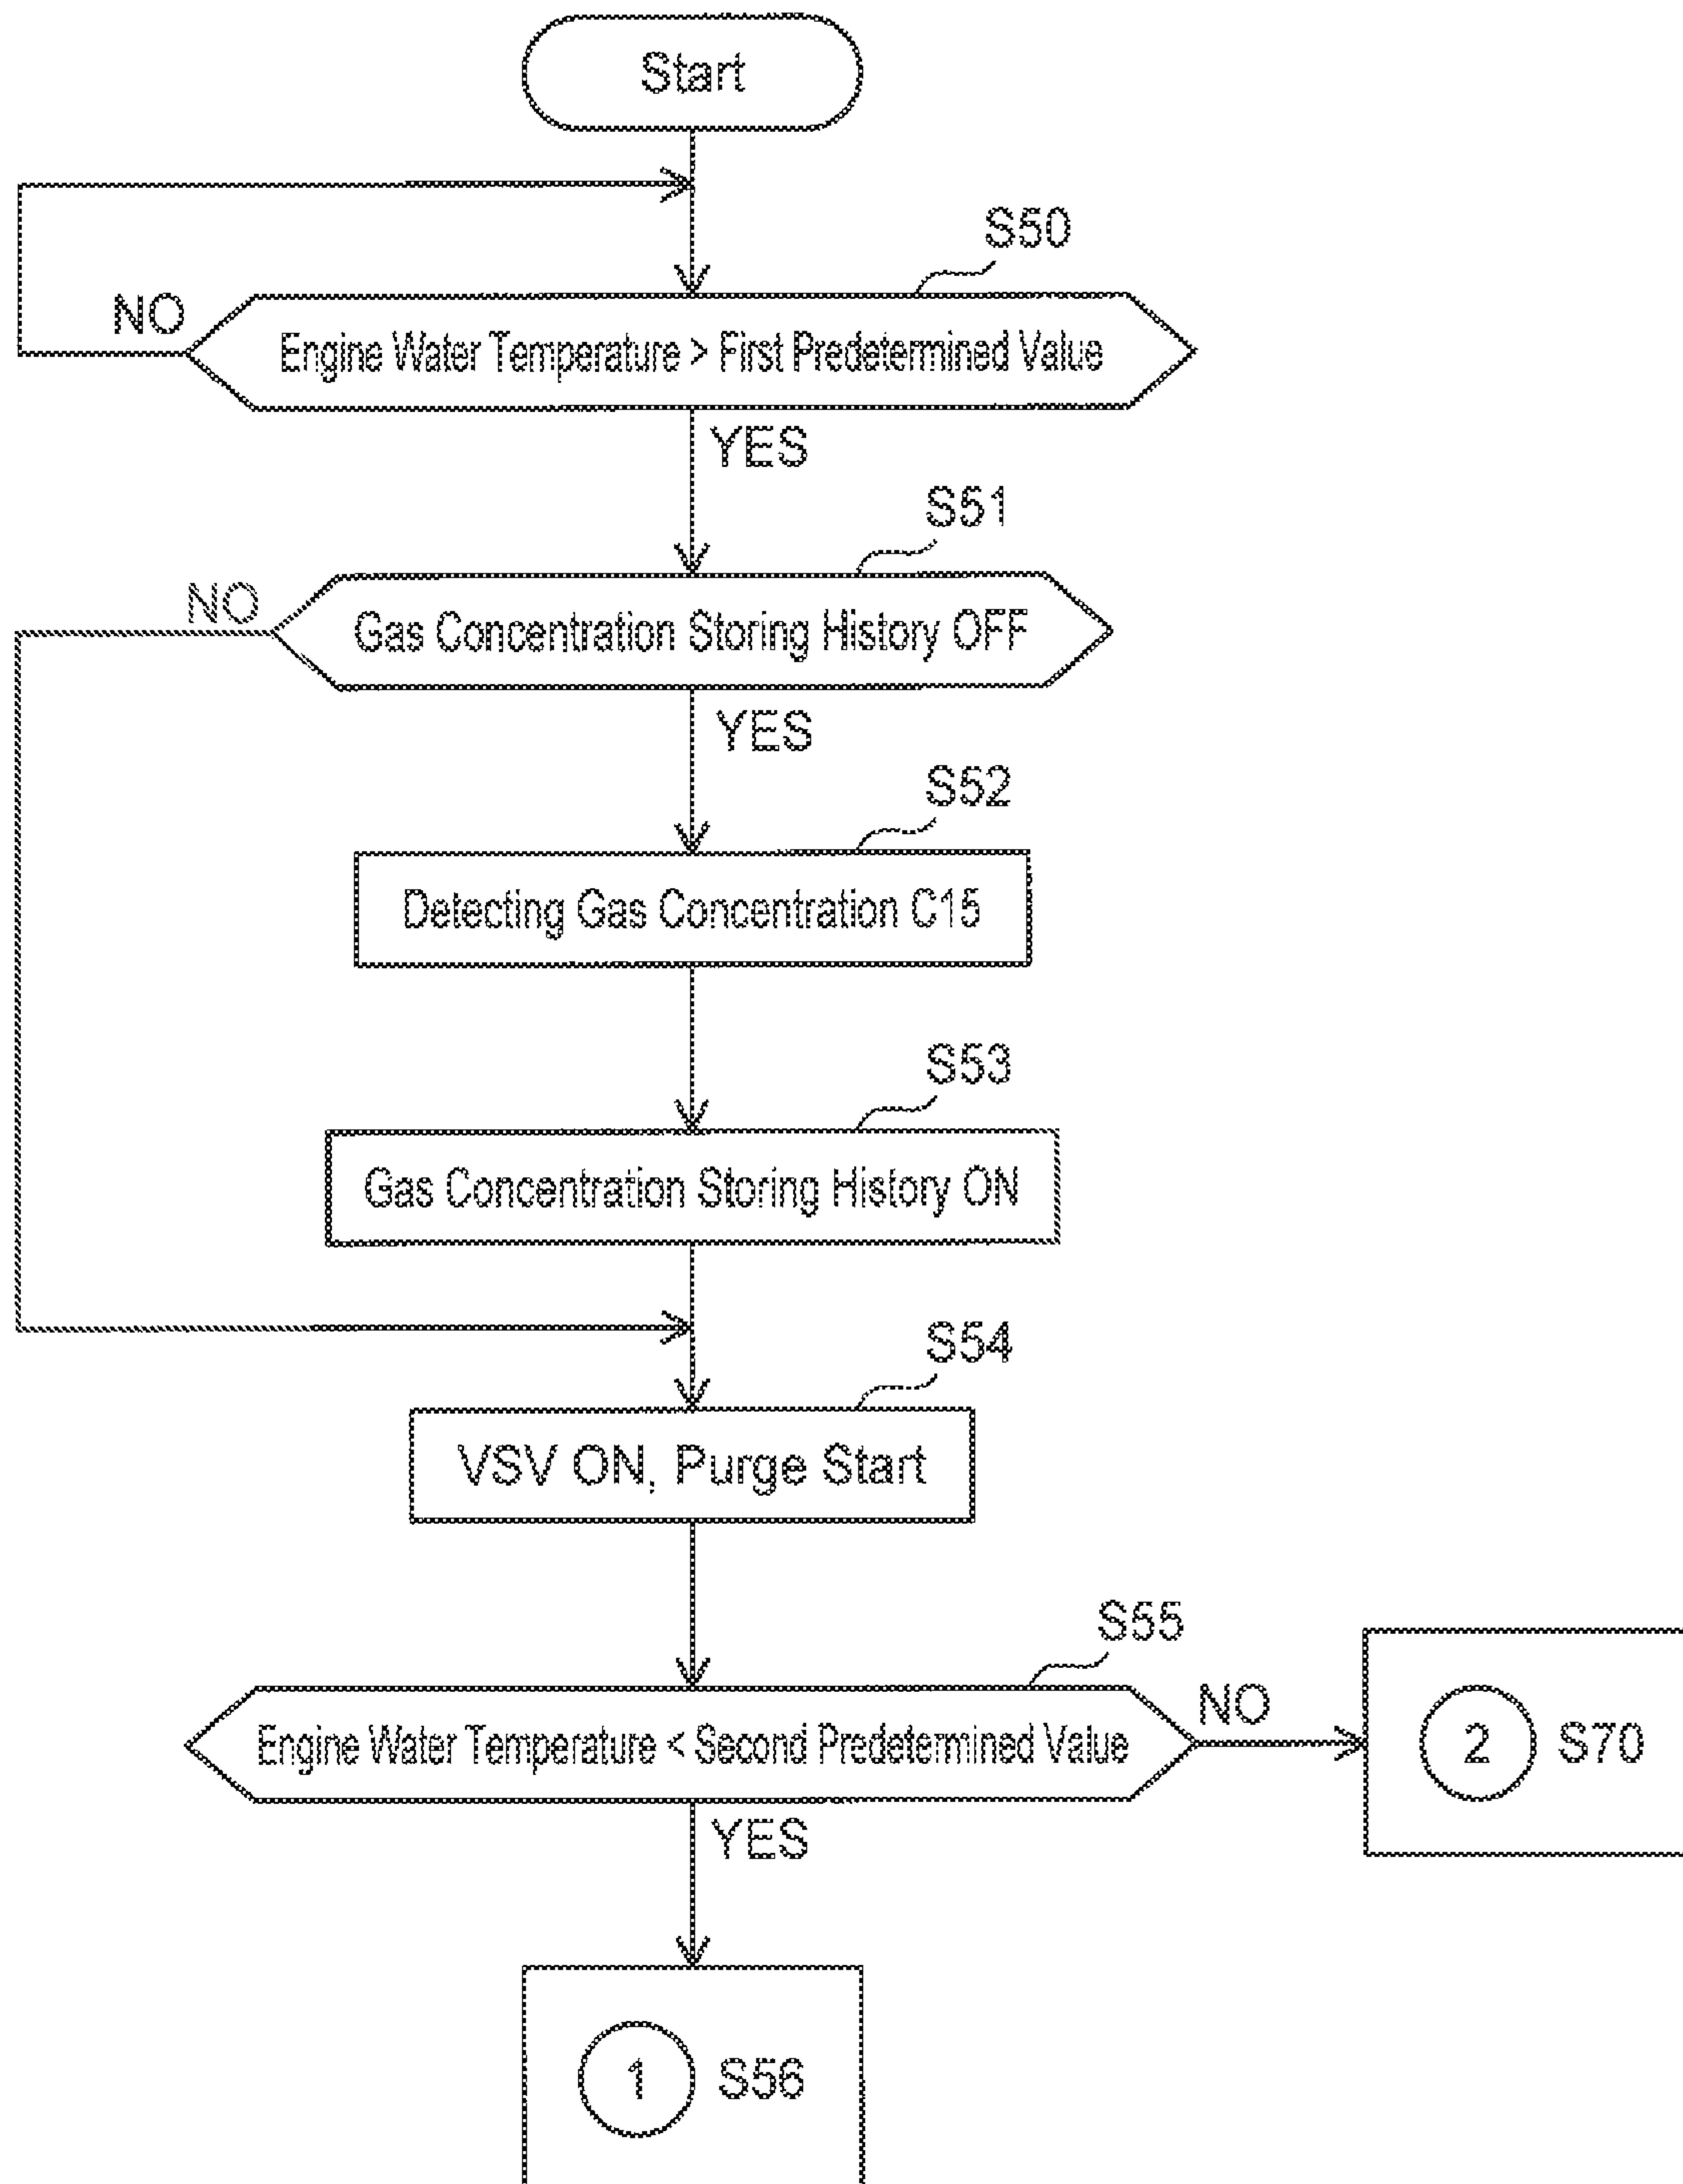 Start
S50
NO
Engine Water Temperature > First Predetermined Value
YES
S51
NO
Gas Concentration Storing History OFF
YES
S52
Detecting Gas Concentration C15
S53
Gas Concentration Storing History ON
S54
VSV ON, Purge Start
S55
Engine Water Temperature < Second Predetermined Value
NO
2 S70
YES
1 S56